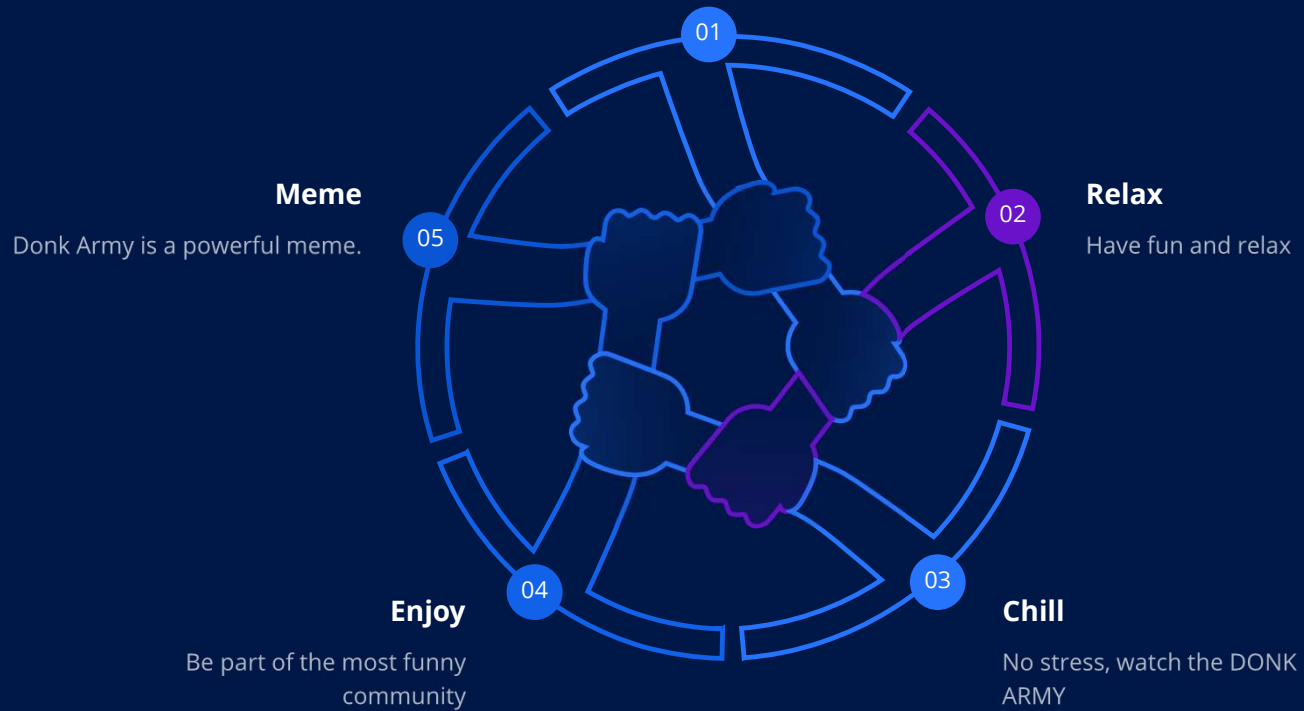 01
02
Relax
Have fun and relax
03
Chill
No stress, watch the DONK
ARMY
04
Enjoy
Be part of the most funny
community
05
Meme
Donk Army is a powerful meme.